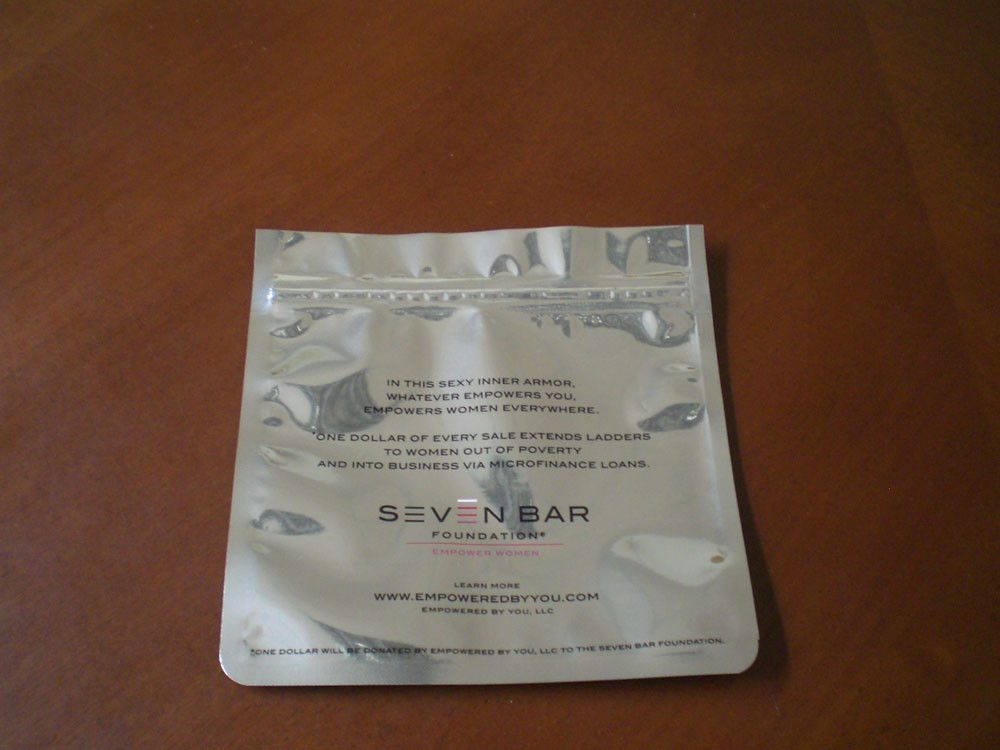 IN THIS SEXY INNER ARMOR,
WHATEVER EMPOWERS YOU,
EMPOWERS WOMEN EVERYWHERE.
*ONE DOLLAR OF EVERY SALE EXTENDS LADDERS
TO WOMEN OUT OF POVERTY
AND INTO BUSINESS VIA MICROFINANCE LOANS.
SEVEN BAR
FOUNDATION®
EMPOWER WOMEN
LEARN MORE
WWW.EMPOWEREDBYYOU.COM
EMPOWERED BY YOU, LLC
*ONE DOLLAR WILL BE DONATED BY EMPOWERED BY YOU, LLC TO THE SEVEN BAR FOUNDATION.